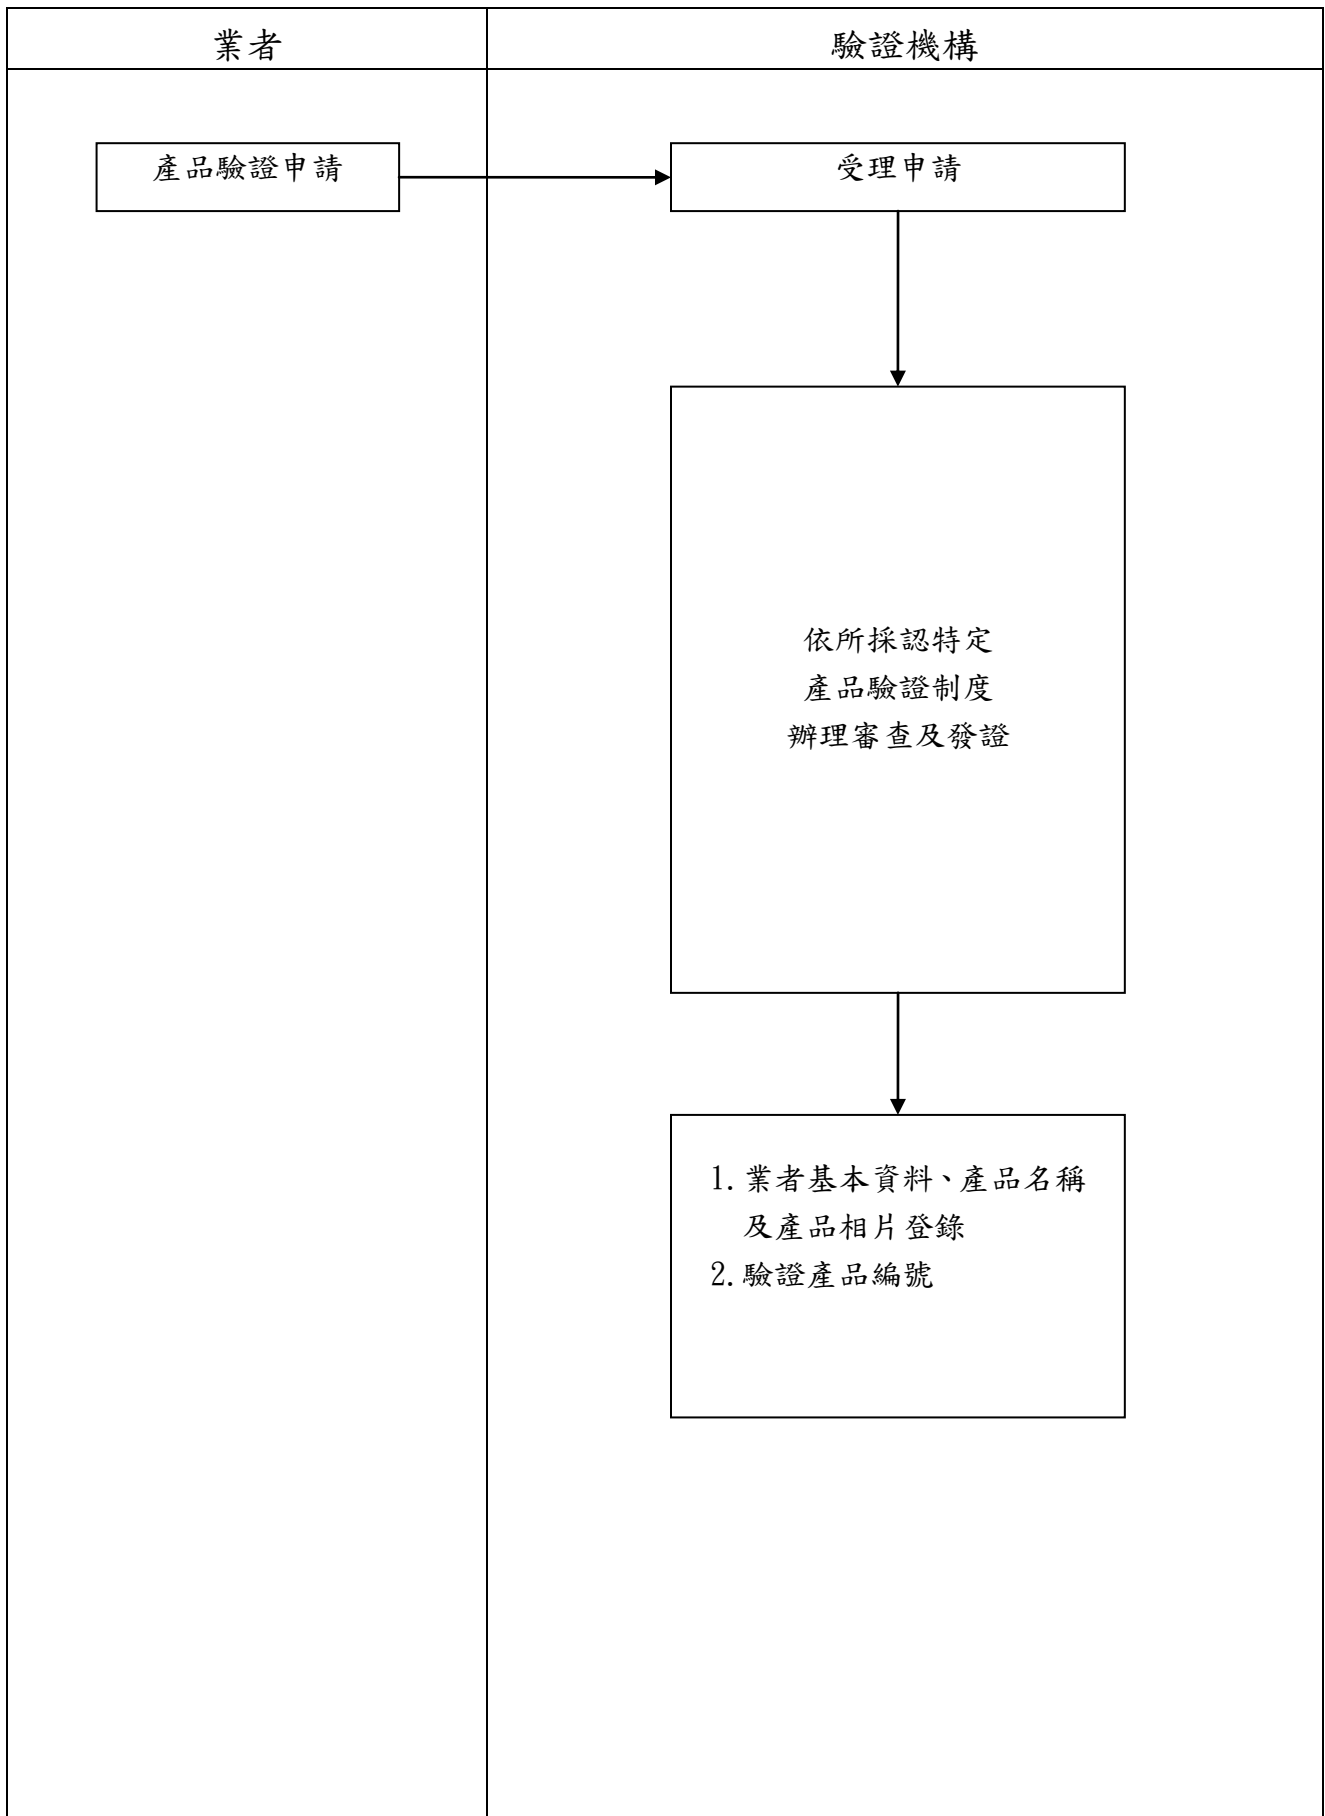 業者
驗證機構
產品驗證申請
受理申請
依所採認特定
產品驗證制度
辦理審查及發證
1.業者基本資料、產品名稱
及產品相片登錄
2.驗證產品編號